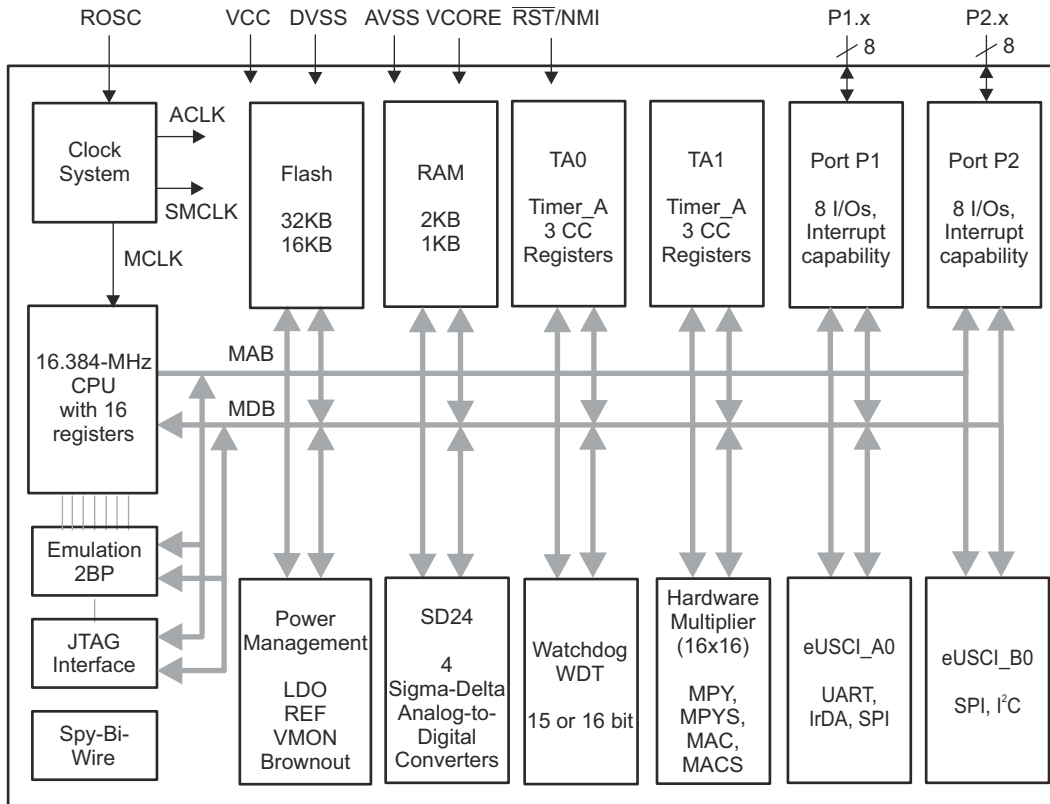 ROSC
VCC
DVSS
AVSS
VCORE
RST/NMI
P1.x
P2.x
8
8
Clock
System
ACLK
SMCLK
MCLK
Flash
32KB
16KB
RAM
2KB
1KB
TA0
Timer_A
3 CC
Registers
TA1
Timer_A
3 CC
Registers
Port P1
8 I/Os,
Interrupt
capability
Port P2
8 I/Os,
Interrupt
capability
16.384-MHz
CPU
with 16
registers
MAB
MDB
Emulation
2BP
JTAG
Interface
Spy-Bi-
Wire
Power
Management
LDO
REF
VMON
Brownout
SD24
4
Sigma-Delta
Analog-to-
Digital
Converters
Watchdog
WDT
15 or 16 bit
Hardware
Multiplier
(16x16)
MPY,
MPYS,
MAC,
MACS
eUSCI_A0
UART,
IrDA, SPI
eUSCI_B0
SPI, I²C